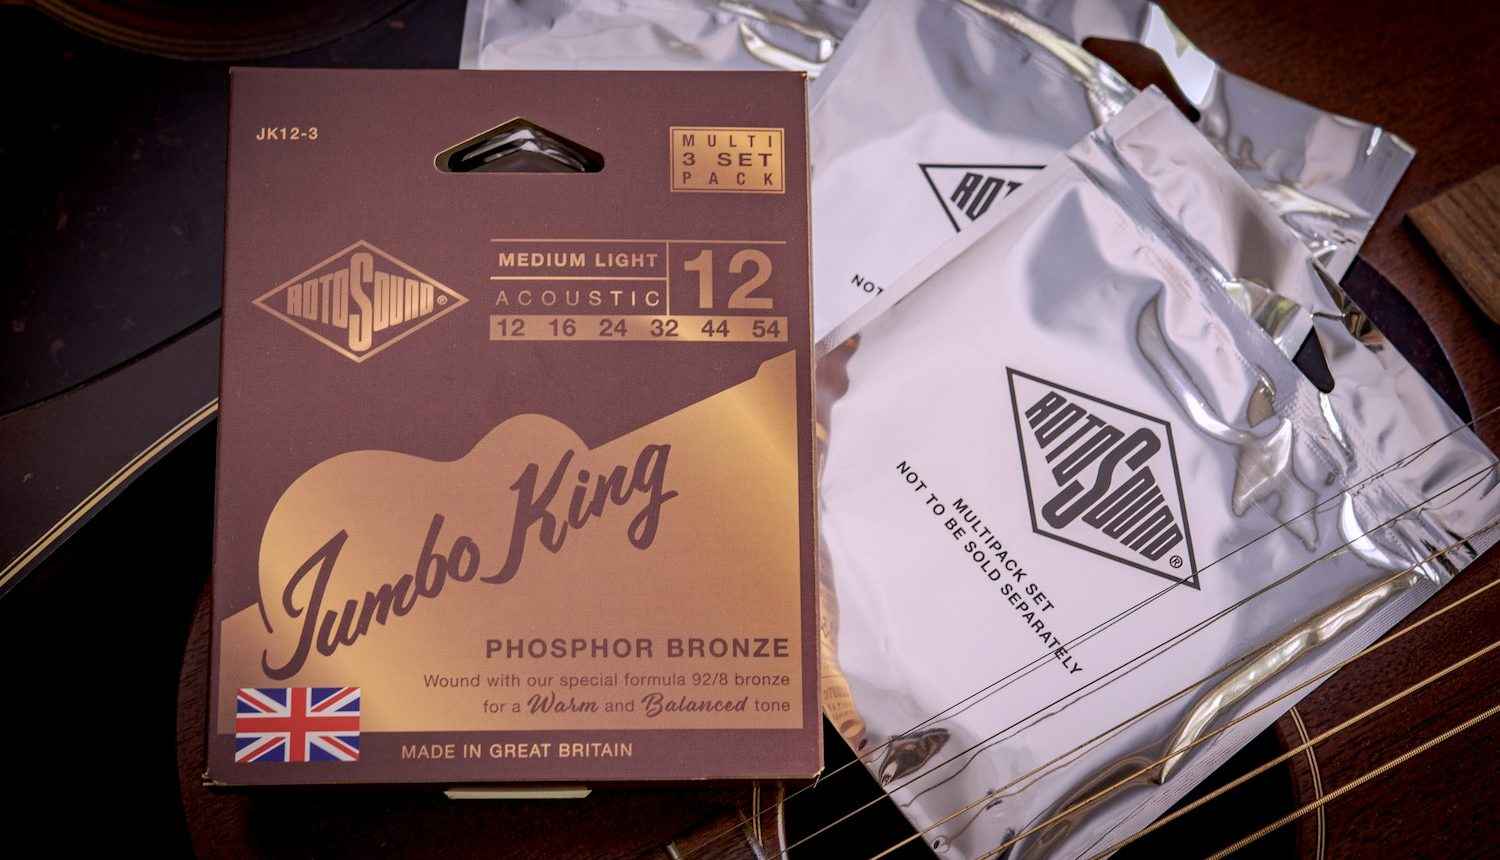 JK12-3
MULTI
3 SET
PACK
ROTOSOUND®
MEDIUM LIGHT
ACOUSTIC
12
12 16 24 32 44 54
Jumbo King
PHOSPHOR BRONZE
Wound with our special formula 92/8 bronze
for a Warm and Balanced tone
MADE IN GREAT BRITAIN
ROTO
NOT
ROTOSOUND®
MULTIPACK SET
NOT TO BE SOLD SEPARATELY